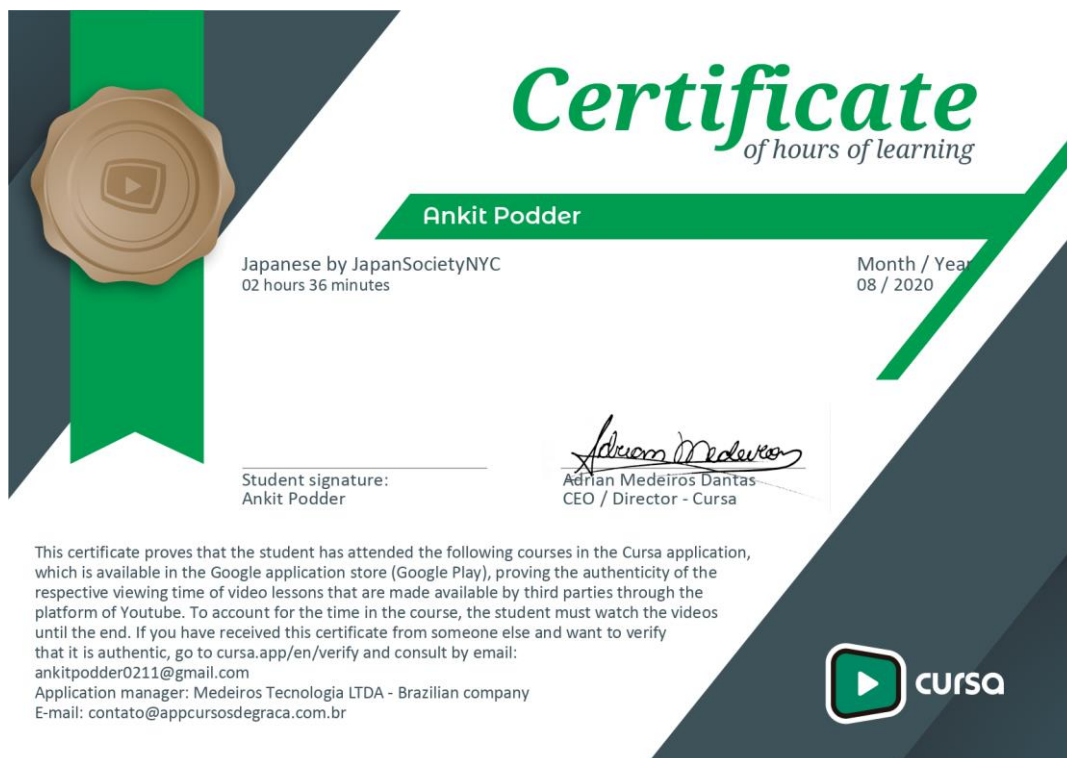 Certificate
of hours of learning
Ankit Podder
Japanese by JapanSocietyNYC
02 hours 36 minutes
Month / Year
08 / 2020
Adrian Medeiros
Student signature:
Ankit Podder
Adrian Medeiros Dantas
CEO / Director - Cursa
This certificate proves that the student has attended the following courses in the Cursa application,
which is available in the Google application store (Google Play), proving the authenticity of the
respective viewing time of video lessons that are made available by third parties through the
platform of Youtube. To account for the time in the course, the student must watch the videos
until the end. If you have received this certificate from someone else and want to verify
that it is authentic, go to cursa.app/en/verify and consult by email:
ankitpodder0211@gmail.com
Application manager: Medeiros Tecnologia LTDA - Brazilian company
E-mail: contato@appcursosdegraca.com.br
cursa